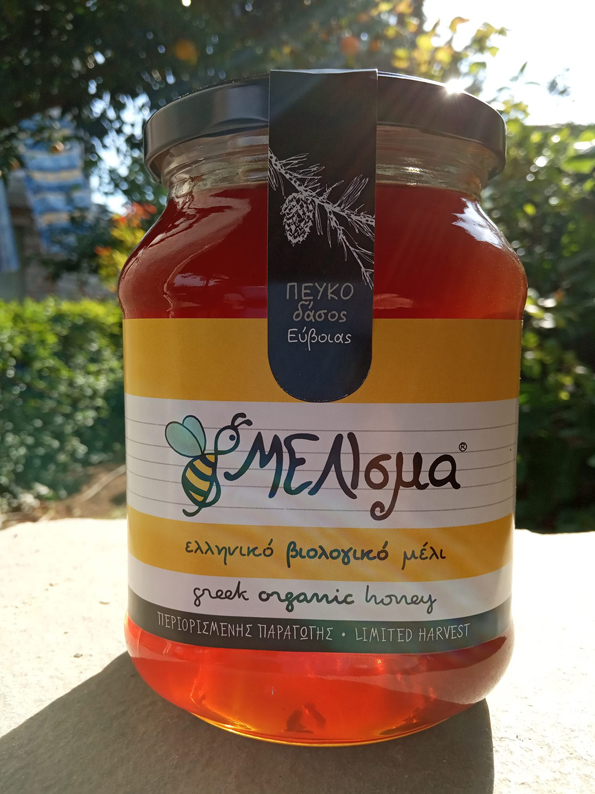 ΠΕΥΚΟ
δάσος
Εύβοιας
ΜΕΛΙσμα®
ελληνικό βιολογικό μέλι
greek organic honey
ΠΕΡΙΟΡΙΣΜΕΝΗΣ ΠΑΡΑΓΩΓΗΣ • LIMITED HARVEST